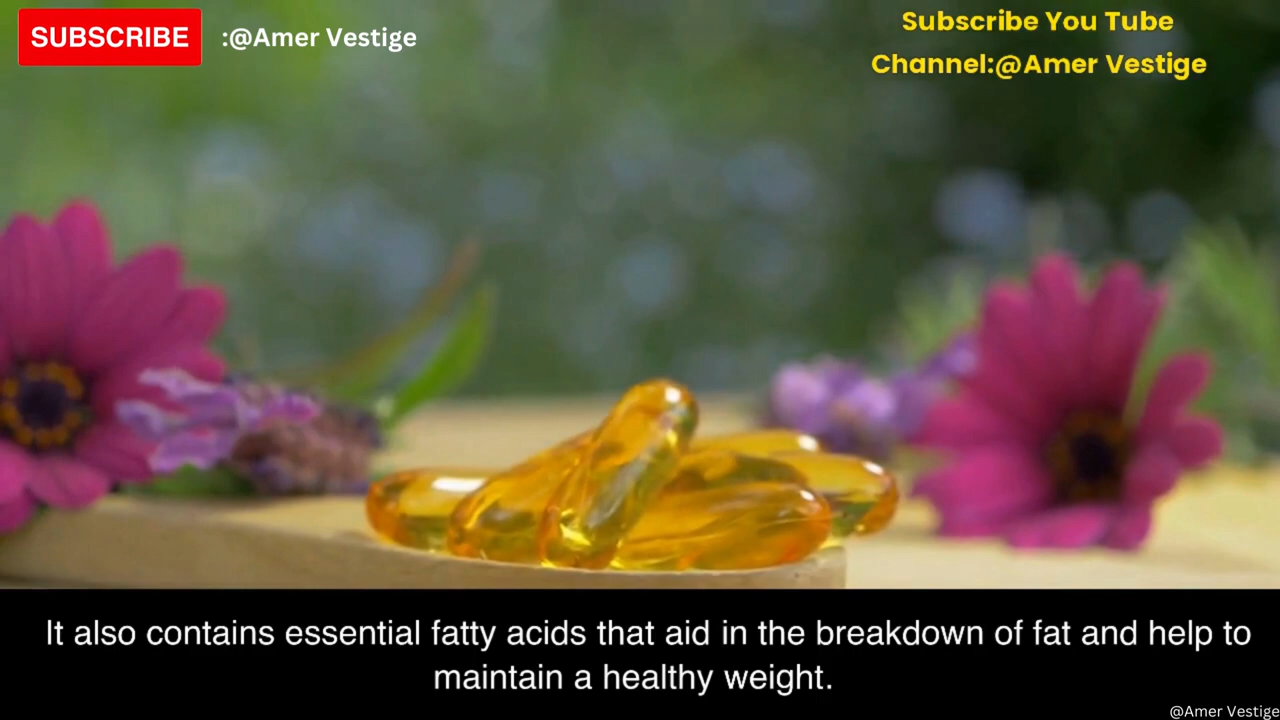 SUBSCRIBE :@Amer Vestige
Subscribe You Tube
Channel:@Amer Vestige
It also contains essential fatty acids that aid in the breakdown of fat and help to
maintain a healthy weight.
@Amer Vestige